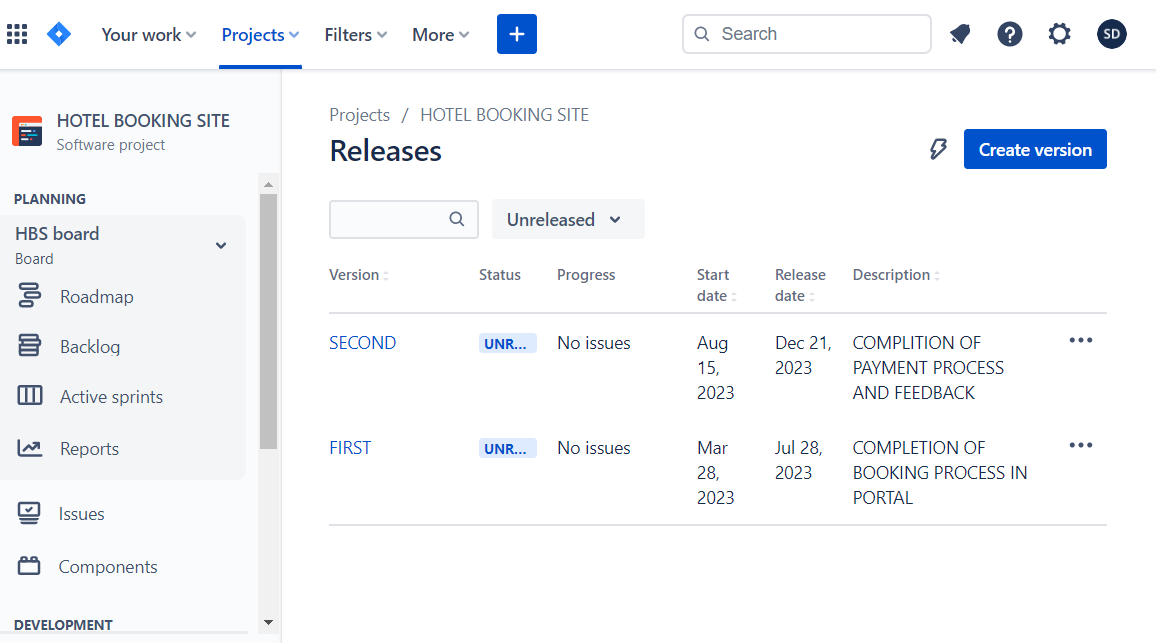 Your work Projects Filters More + Search SD
HOTEL BOOKING SITE
Software project
PLANNING
HBS board
Board
Roadmap
Backlog
Active sprints
Reports
Issues
Components
DEVELOPMENT
Projects / HOTEL BOOKING SITE
Releases
Create version
Unreleased
Version Status Progress Start Release Description
date date
SECOND UNR... No issues Aug Dec 21, COMPLITION OF
15, 2023 PAYMENT PROCESS
2023 AND FEEDBACK
FIRST UNR... No issues Mar Jul 28, COMPLETION OF
28, 2023 BOOKING PROCESS IN
2023 PORTAL